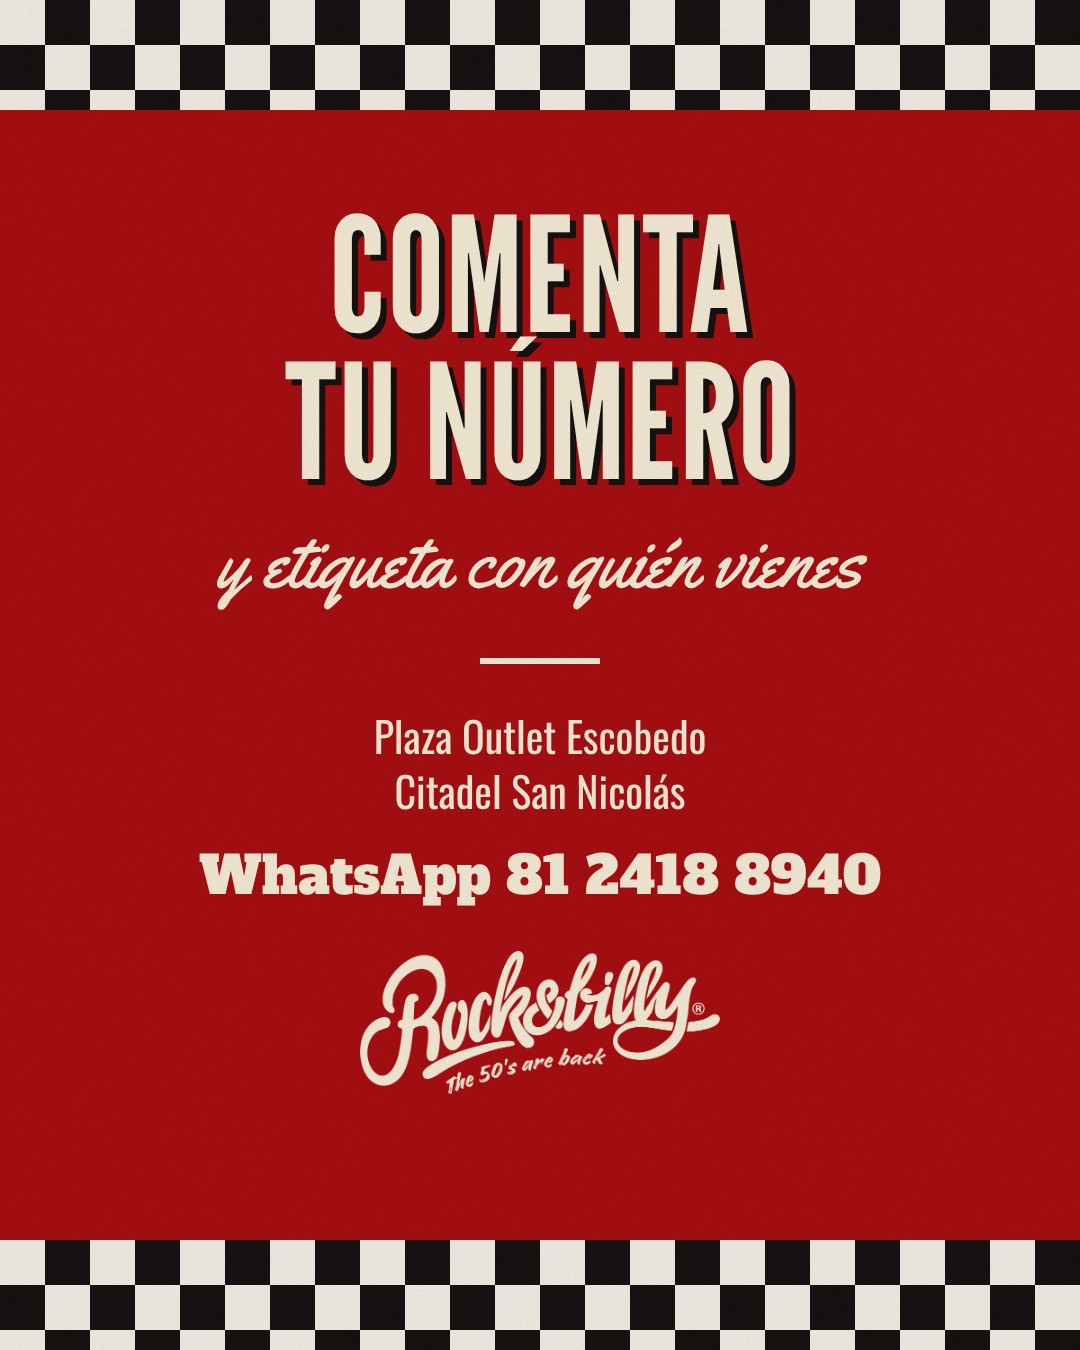 COMENTA
TU NÚMERO
y etiqueta con quién vienes
Plaza Outlet Escobedo
Citadel San Nicolás
WhatsApp 81 2418 8940
Rock&billy®
The 50's are back